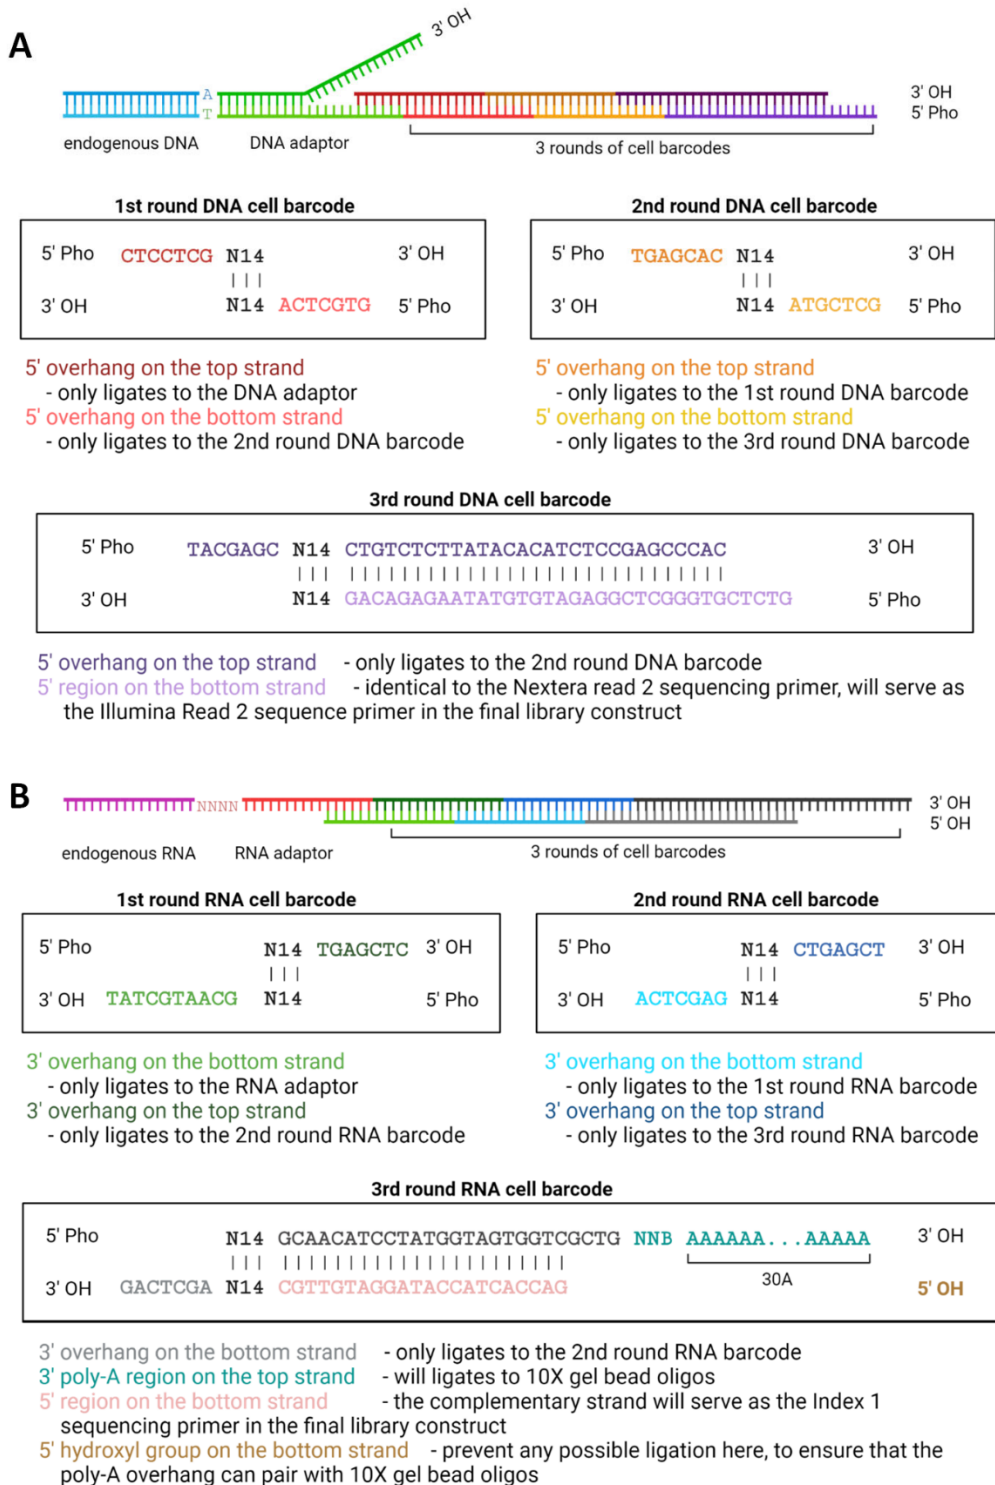 A
3' OH
A
T
3' OH
5' Pho
endogenous DNA
DNA adaptor
3 rounds of cell barcodes
1st round DNA cell barcode
5' Pho CTCCTCG N14 3' OH
3' OH N14 ACTCGTG 5' Pho
5' overhang on the top strand
- only ligates to the DNA adaptor
5' overhang on the bottom strand
- only ligates to the 2nd round DNA barcode
2nd round DNA cell barcode
5' Pho TGAGCAC N14 3' OH
3' OH N14 ATGCTCG 5' Pho
5' overhang on the top strand
- only ligates to the 1st round DNA barcode
5' overhang on the bottom strand
- only ligates to the 3rd round DNA barcode
3rd round DNA cell barcode
5' Pho TACGAGC N14 CTGTCTCTTATACACATCTCCGAGCCCAC 3' OH
3' OH N14 GACAGAGAATATGTGTAGAGGCTCGGGTGCTCTG 5' Pho
5' overhang on the top strand - only ligates to the 2nd round DNA barcode
5' region on the bottom strand - identical to the Nextera read 2 sequencing primer, will serve as
the Illumina Read 2 sequence primer in the final library construct
B
NNNN
3' OH
5' OH
endogenous RNA
RNA adaptor
3 rounds of cell barcodes
1st round RNA cell barcode
5' Pho N14 TGAGCTC 3' OH
3' OH TATCGTAACG N14 5' Pho
3' overhang on the bottom strand
- only ligates to the RNA adaptor
3' overhang on the top strand
- only ligates to the 2nd round RNA barcode
2nd round RNA cell barcode
5' Pho N14 CTGAGCT 3' OH
3' OH ACTCGAG N14 5' Pho
3' overhang on the bottom strand
- only ligates to the 1st round RNA barcode
3' overhang on the top strand
- only ligates to the 3rd round RNA barcode
3rd round RNA cell barcode
5' Pho N14 GCAACATCCTATGGTAGTGGTCGCTG NNB AAAAAA...AAAAA 3' OH
30A
3' OH GACTCGA N14 CGTTGTAGGATACCATCACCAG 5' OH
3' overhang on the bottom strand - only ligates to the 2nd round RNA barcode
3' poly-A region on the top strand - will ligates to 10X gel bead oligos
5' region on the bottom strand - the complementary strand will serve as the Index 1
sequencing primer in the final library construct
5' hydroxyl group on the bottom strand - prevent any possible ligation here, to ensure that the
poly-A overhang can pair with 10X gel bead oligos